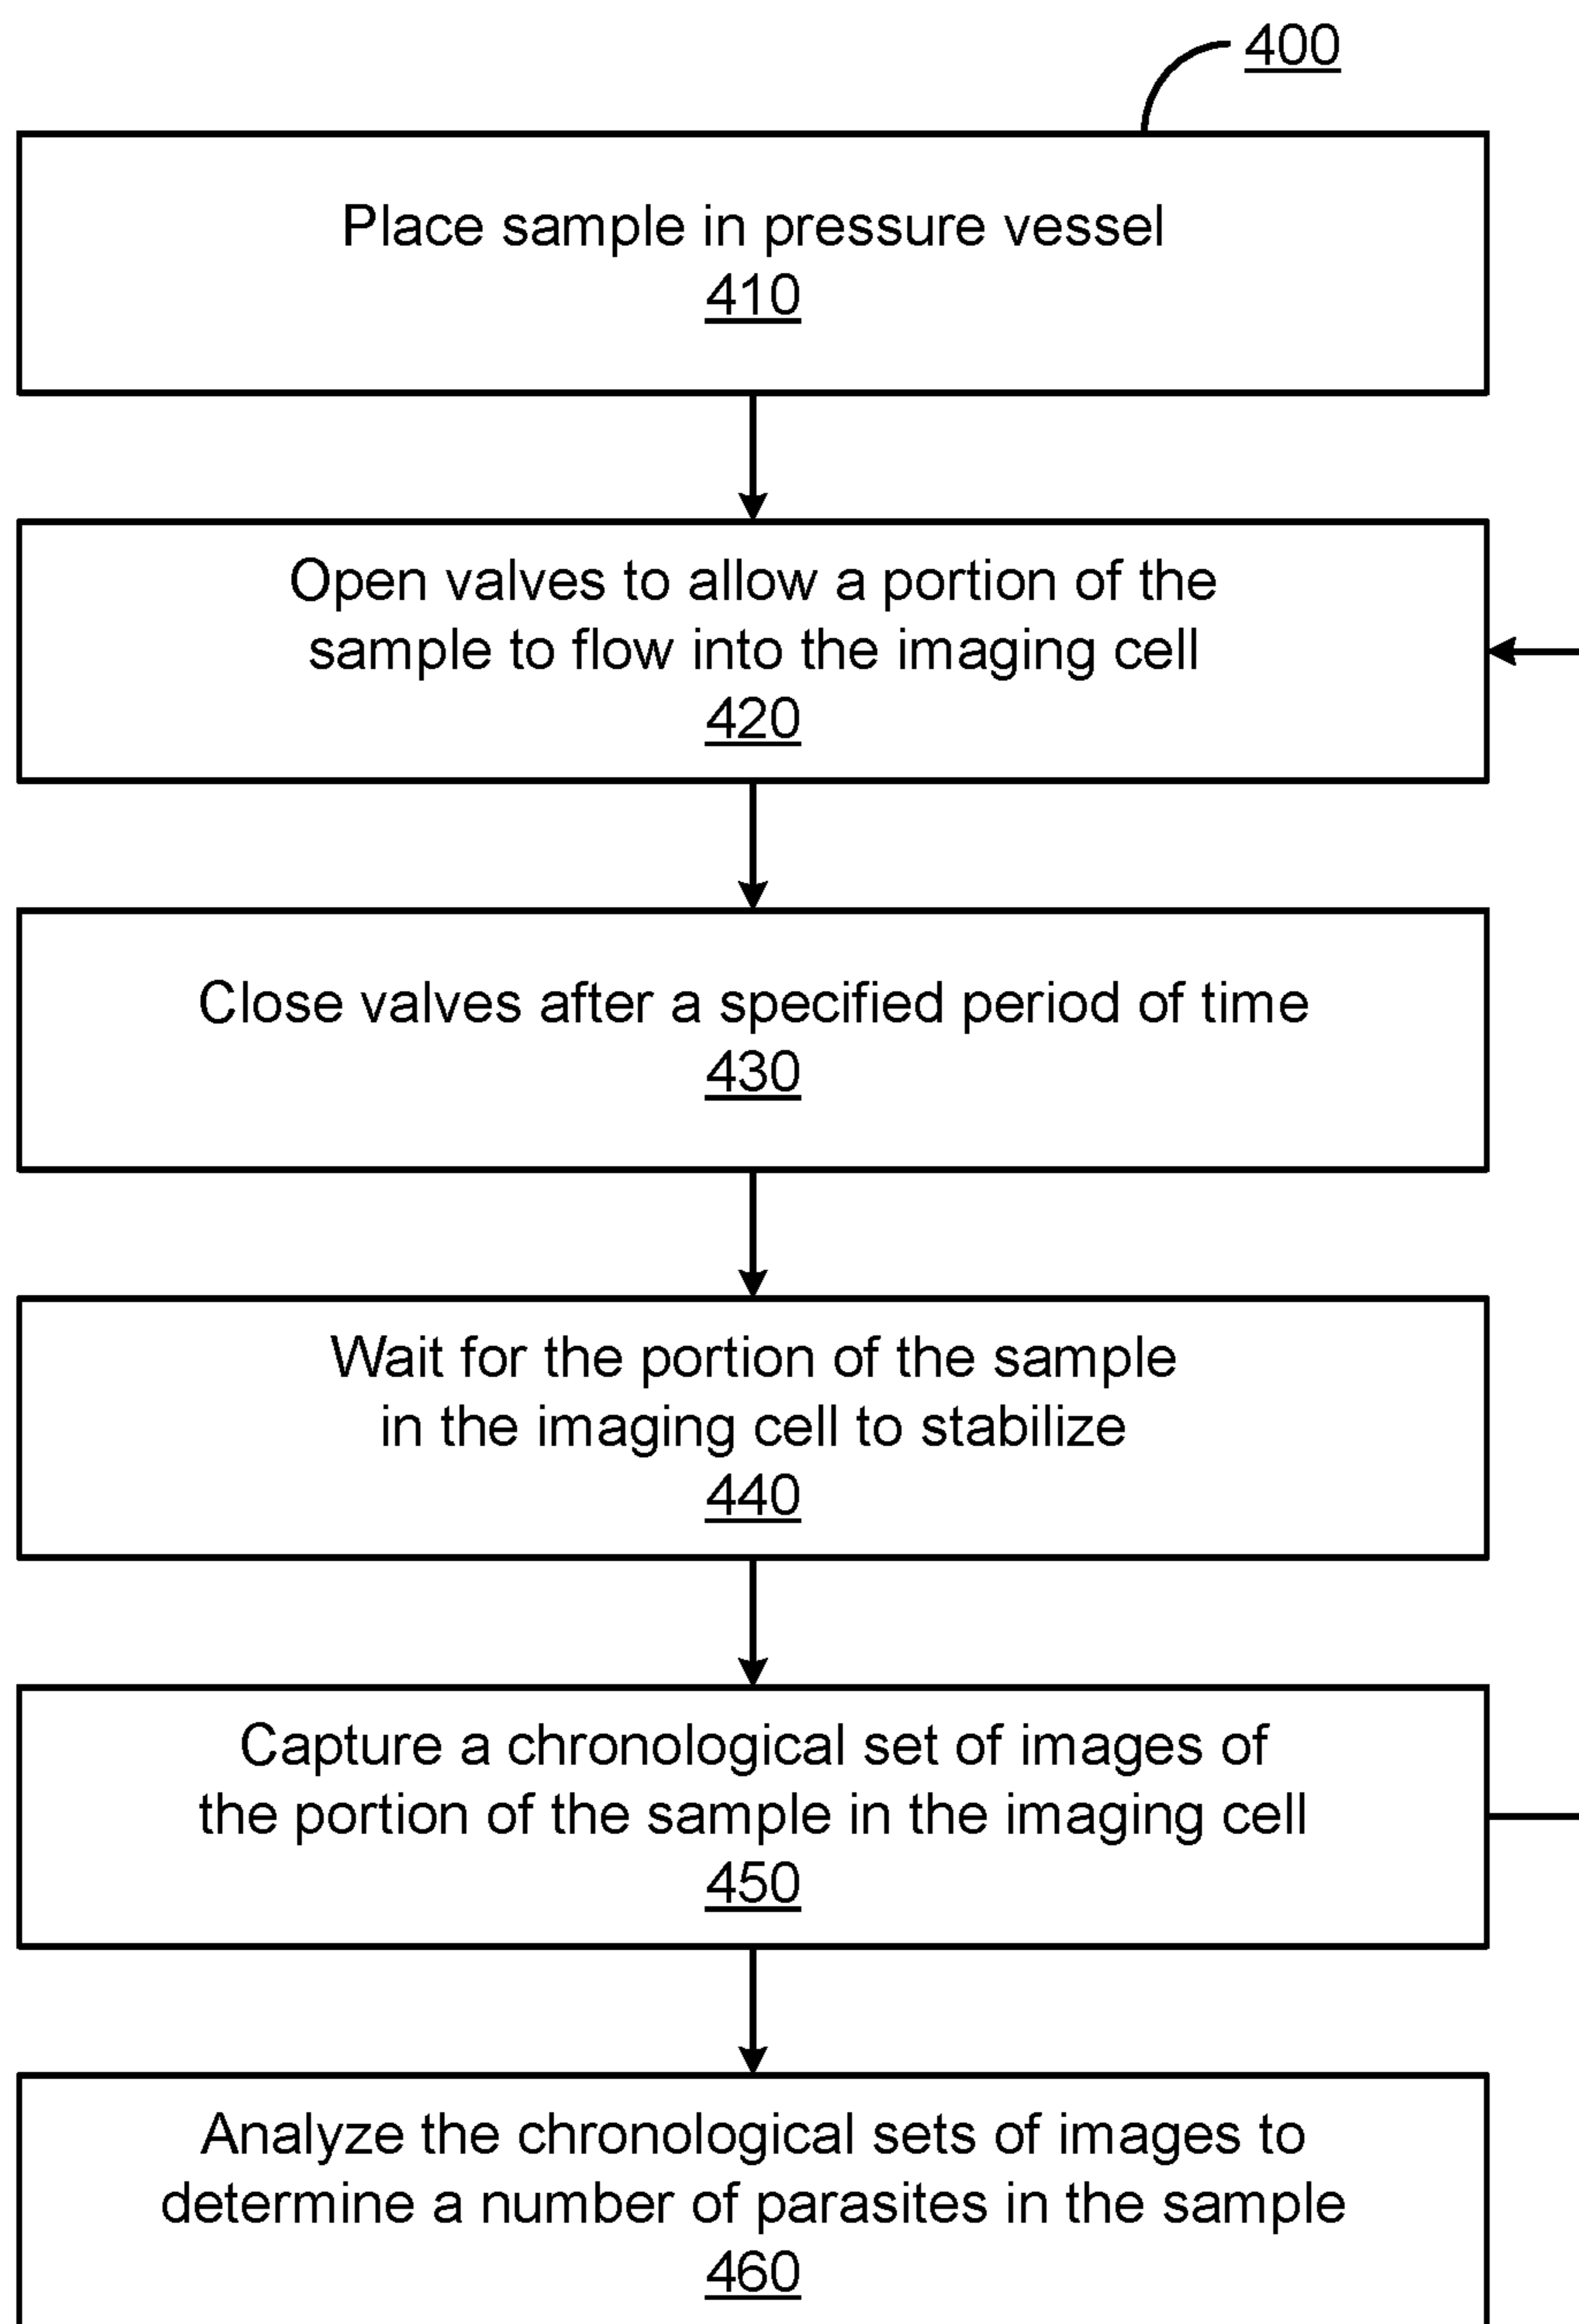 400
Place sample in pressure vessel
410
Open valves to allow a portion of the
sample to flow into the imaging cell
420
Close valves after a specified period of time
430
Wait for the portion of the sample
in the imaging cell to stabilize
440
Capture a chronological set of images of
the portion of the sample in the imaging cell
450
Analyze the chronological sets of images to
determine a number of parasites in the sample
460